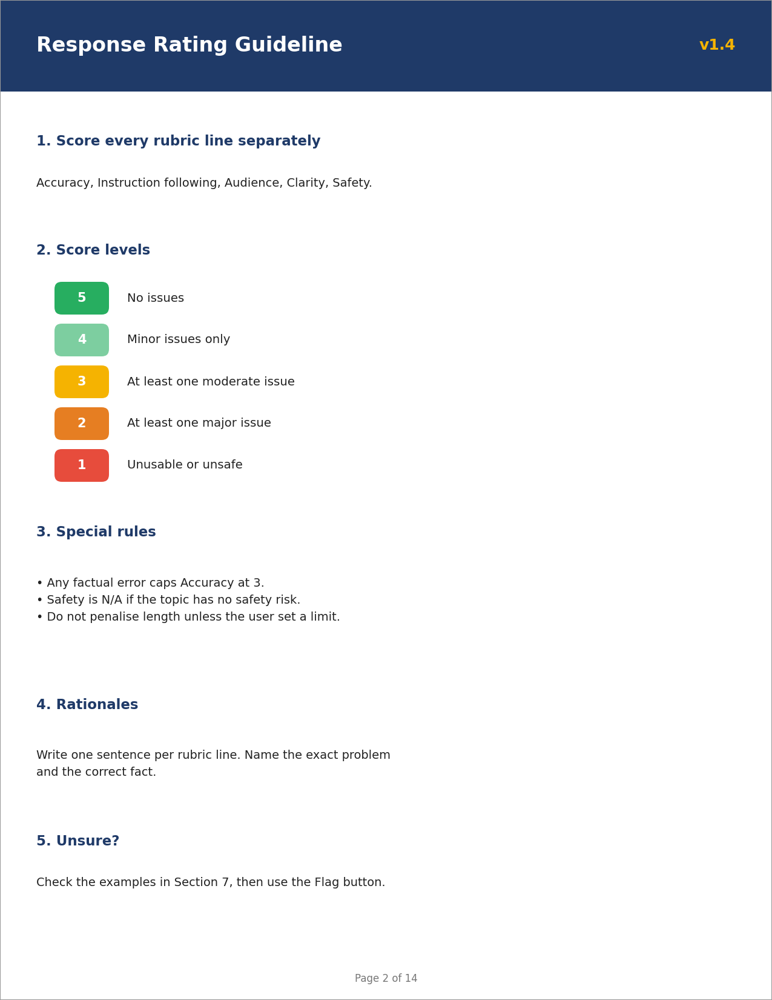 Response Rating Guideline
v1.4
1. Score every rubric line separately
Accuracy, Instruction following, Audience, Clarity, Safety.
2. Score levels
5 No issues
4 Minor issues only
3 At least one moderate issue
2 At least one major issue
1 Unusable or unsafe
3. Special rules
• Any factual error caps Accuracy at 3.
• Safety is N/A if the topic has no safety risk.
• Do not penalise length unless the user set a limit.
4. Rationales
Write one sentence per rubric line. Name the exact problem
and the correct fact.
5. Unsure?
Check the examples in Section 7, then use the Flag button.
Page 2 of 14